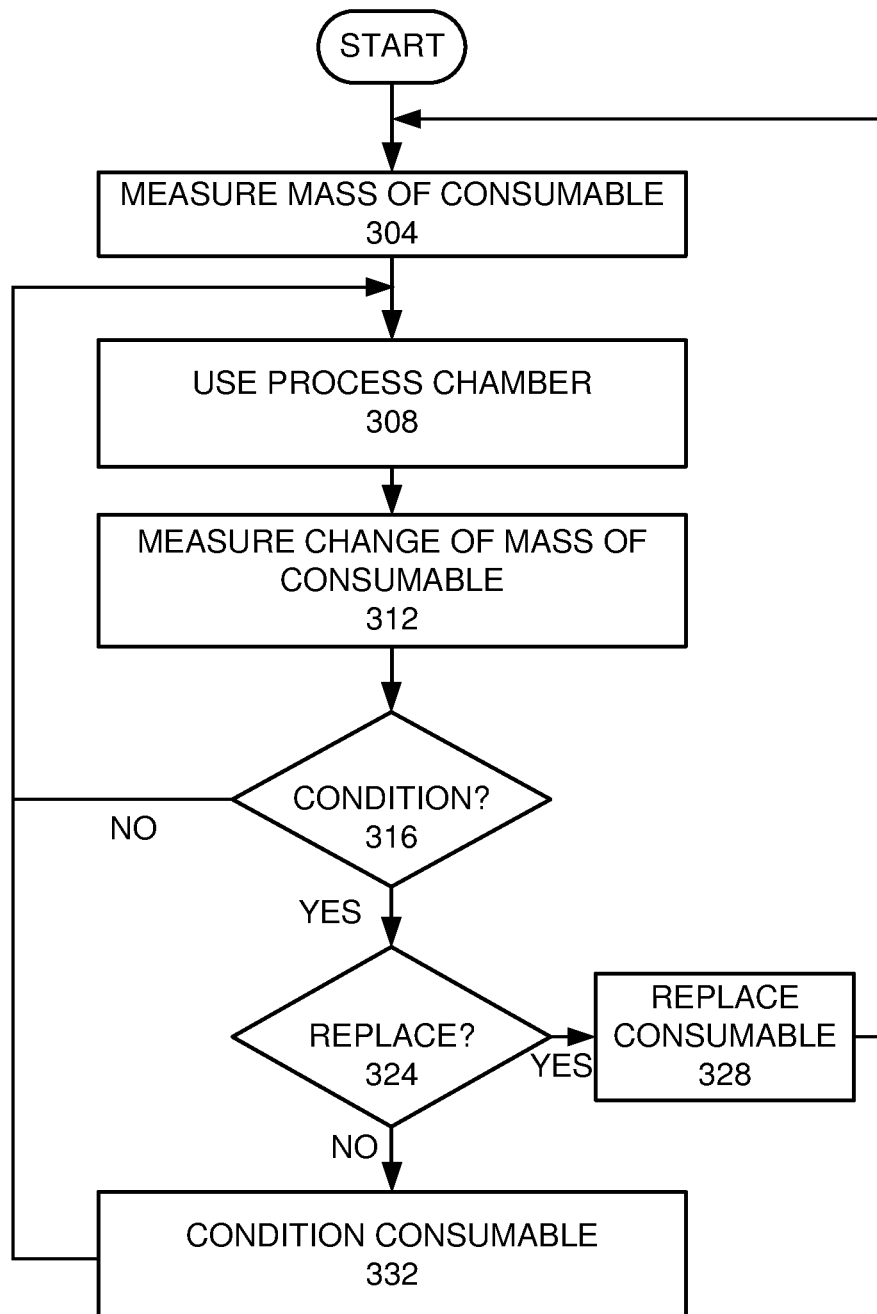 START
MEASURE MASS OF CONSUMABLE
304
USE PROCESS CHAMBER
308
MEASURE CHANGE OF MASS OF
CONSUMABLE
312
CONDITION?
316
NO
YES
REPLACE?
324
YES
REPLACE
CONSUMABLE
328
NO
CONDITION CONSUMABLE
332